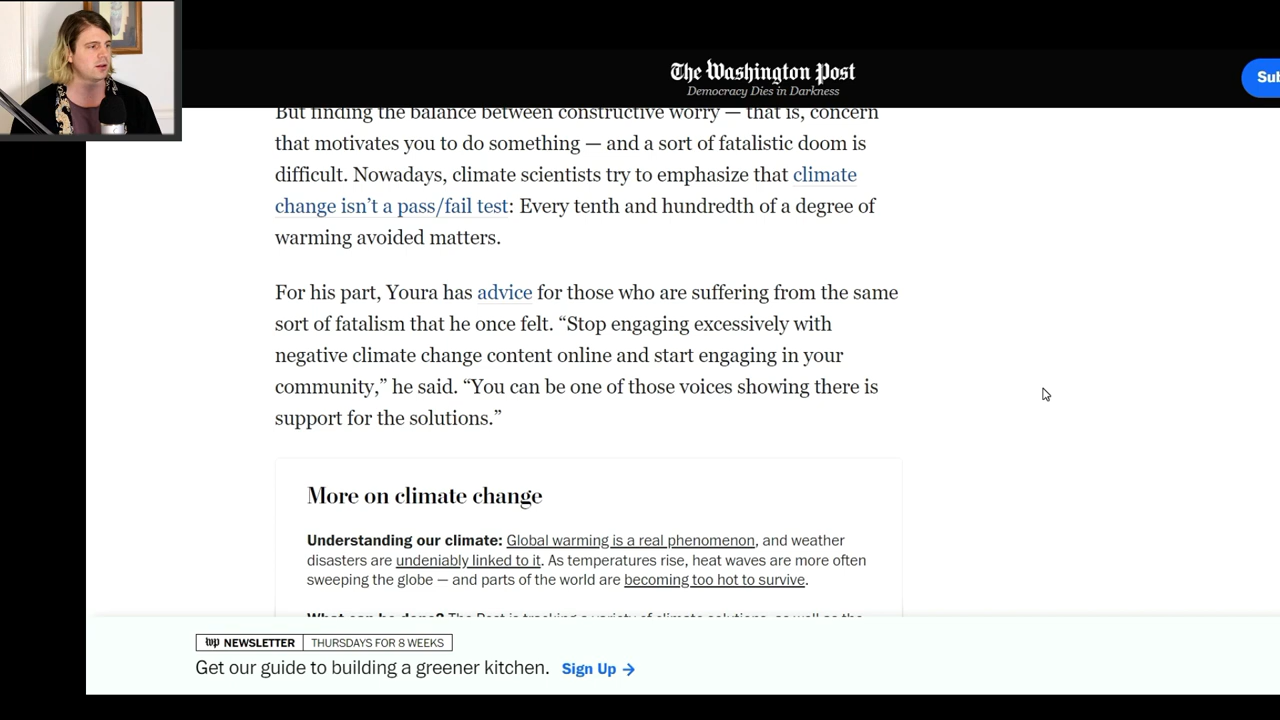 The Washington Post
Democracy Dies in Darkness
Sub
But finding the balance between constructive worry — that is, concern
that motivates you to do something — and a sort of fatalistic doom is
difficult. Nowadays, climate scientists try to emphasize that climate
change isn’t a pass/fail test: Every tenth and hundredth of a degree of
warming avoided matters.
For his part, Youra has advice for those who are suffering from the same
sort of fatalism that he once felt. “Stop engaging excessively with
negative climate change content online and start engaging in your
community,” he said. “You can be one of those voices showing there is
support for the solutions.”
More on climate change
Understanding our climate: Global warming is a real phenomenon, and weather
disasters are undeniably linked to it. As temperatures rise, heat waves are more often
sweeping the globe — and parts of the world are becoming too hot to survive.
What can be done? The Post is tracking a variety of climate solutions, as well as the
wp NEWSLETTER THURSDAYS FOR 8 WEEKS
Get our guide to building a greener kitchen. Sign Up →